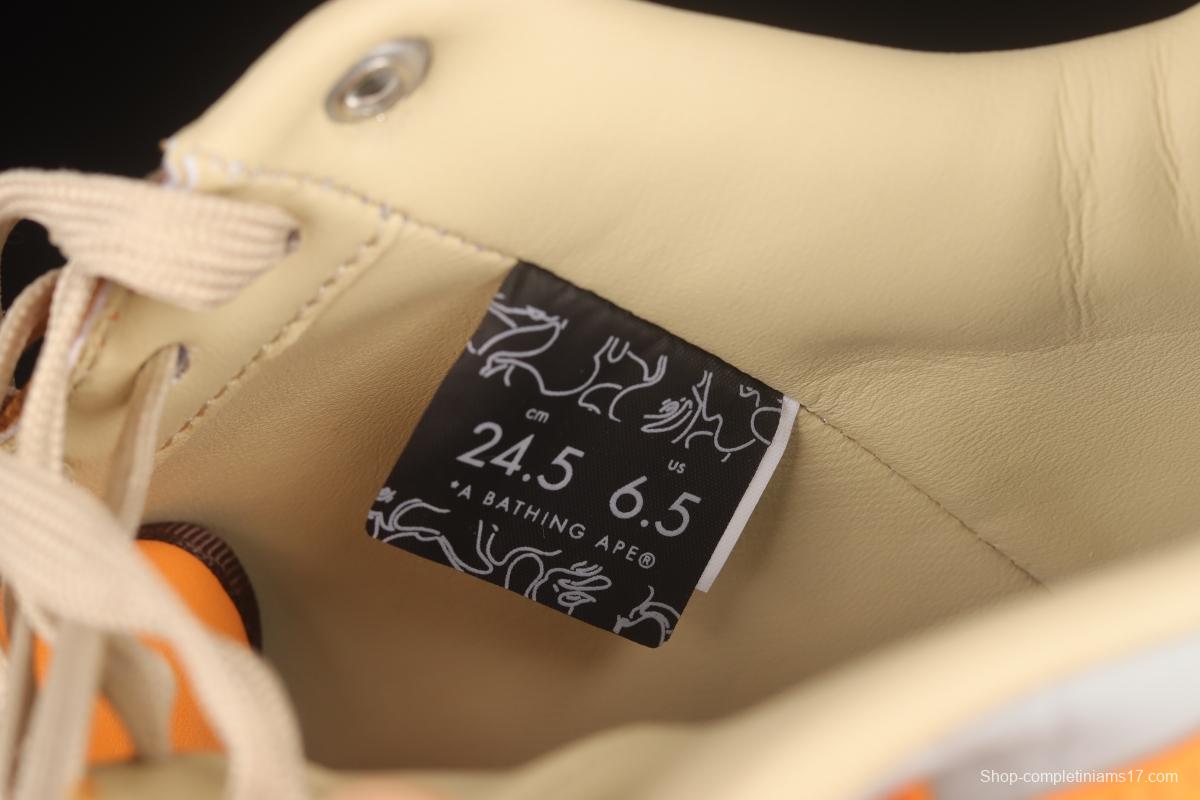 cm
24.5
US
6.5
*A BATHING APE®
Shop-completiniams17.com